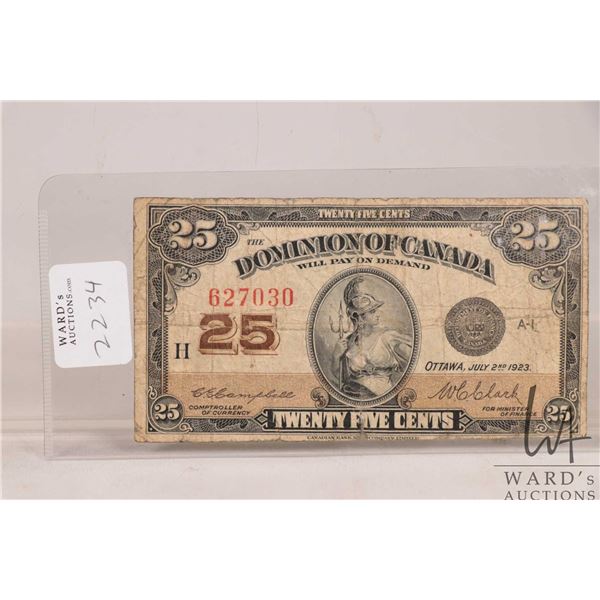 WARD's
AUCTIONS.com
2234
TWENTY FIVE CENTS
25
25
THE
DOMINION OF CANADA
WILL PAY ON DEMAND
627030
25
H
A-1
OTTAWA, JULY 2ND 1923.
C E Campbell
W C Clark
COMPTROLLER
OF CURRENCY
FOR MINISTER
OF FINANCE
25
TWENTY FIVE CENTS
25
WA
WARD's
AUCTIONS